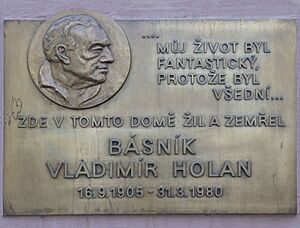 ....
MŮJ ŽIVOT BYL
FANTASTICKÝ,
PROTOŽE BYL
VŠEDNÍ...
ZDE V TOMTO DOMĚ ŽIL A ZEMŘEL
BÁSNÍK
VLADIMÍR HOLAN
16.9.1905 - 31.3.1980